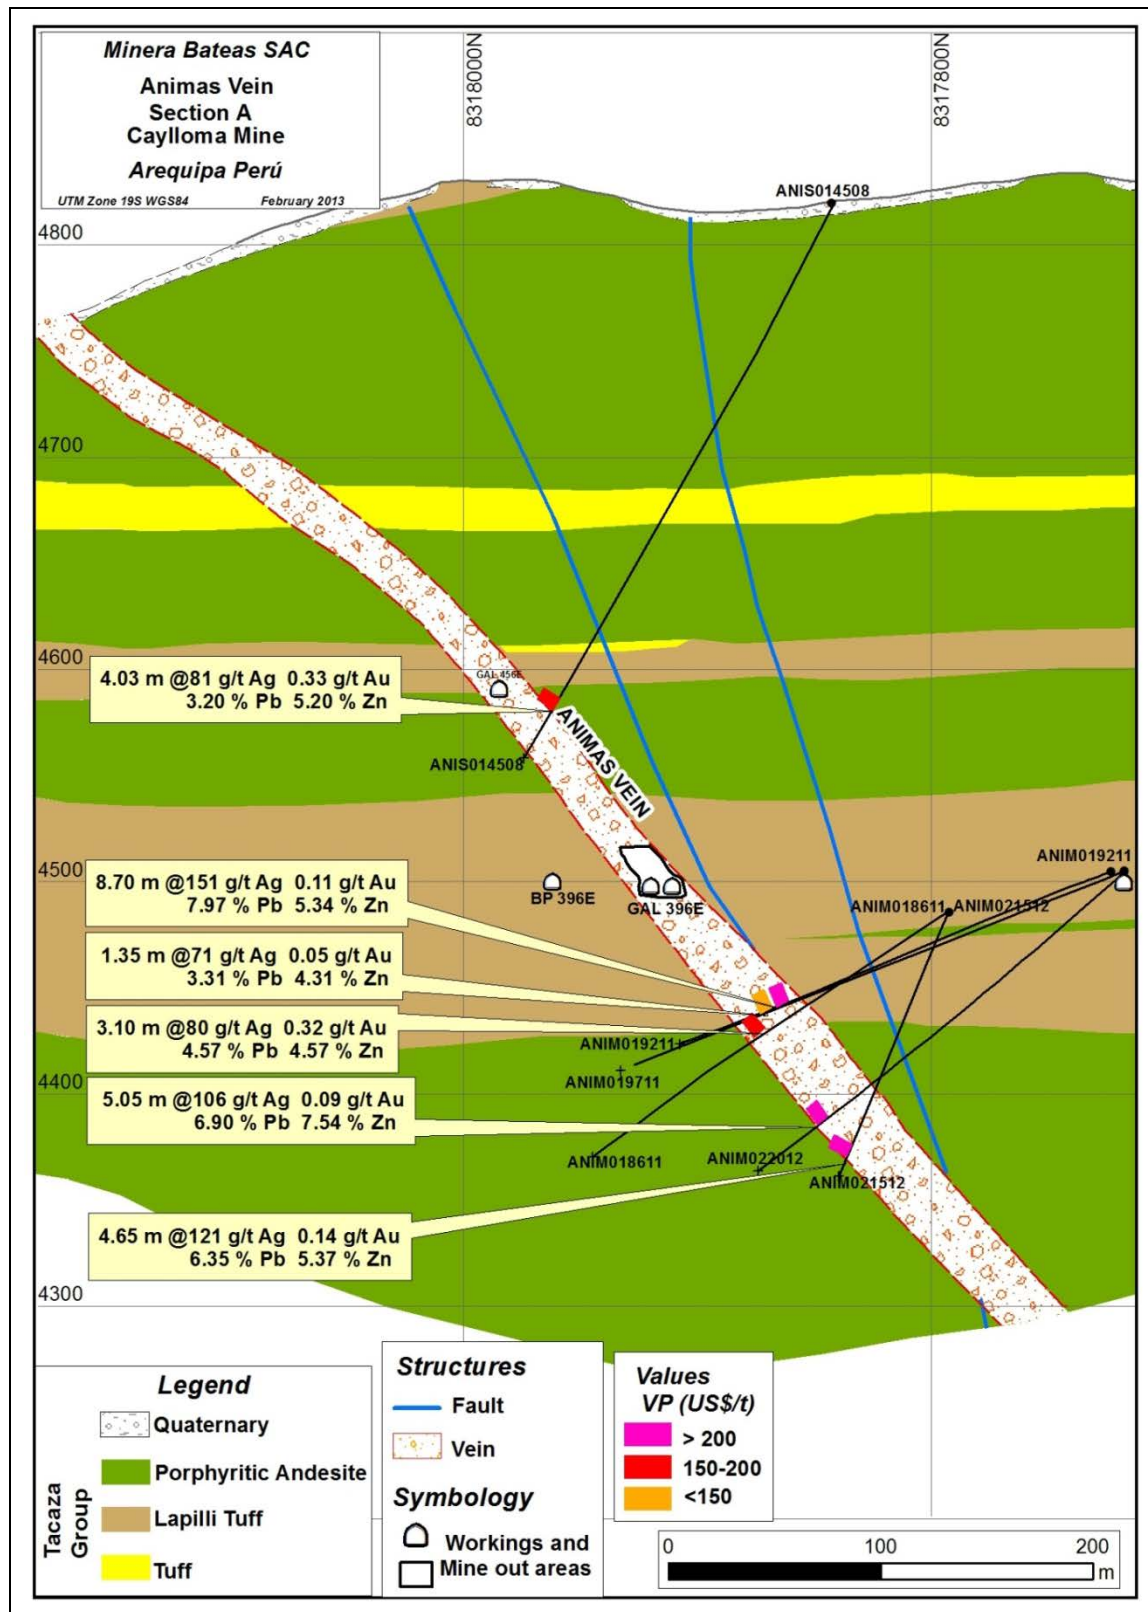 Minera Bateas SAC
Animas Vein
Section A
Caylloma Mine
Arequipa Perú
UTM Zone 19S WGS84 February 2013
8318000N
8317800N
ANIS014508
4800
4700
4600
4.03 m @81 g/t Ag 0.33 g/t Au
3.20 % Pb 5.20 % Zn
GAL 456E
ANIMAS VEIN
ANIS014508
4500
8.70 m @151 g/t Ag 0.11 g/t Au
7.97 % Pb 5.34 % Zn
BP 396E
GAL 396E
ANIM019211
ANIM018611
ANIM021512
1.35 m @71 g/t Ag 0.05 g/t Au
3.31 % Pb 4.31 % Zn
3.10 m @80 g/t Ag 0.32 g/t Au
4.57 % Pb 4.57 % Zn
ANIM019211
ANIM019711
4400
5.05 m @106 g/t Ag 0.09 g/t Au
6.90 % Pb 7.54 % Zn
ANIM018611
ANIM022012
ANIM021512
4.65 m @121 g/t Ag 0.14 g/t Au
6.35 % Pb 5.37 % Zn
4300
Legend
Quaternary
Tacaza
Group
Porphyritic Andesite
Lapilli Tuff
Tuff
Structures
Fault
Vein
Symbology
Workings and
Mine out areas
Values
VP (US$/t)
> 200
150-200
<150
0 100 200
m